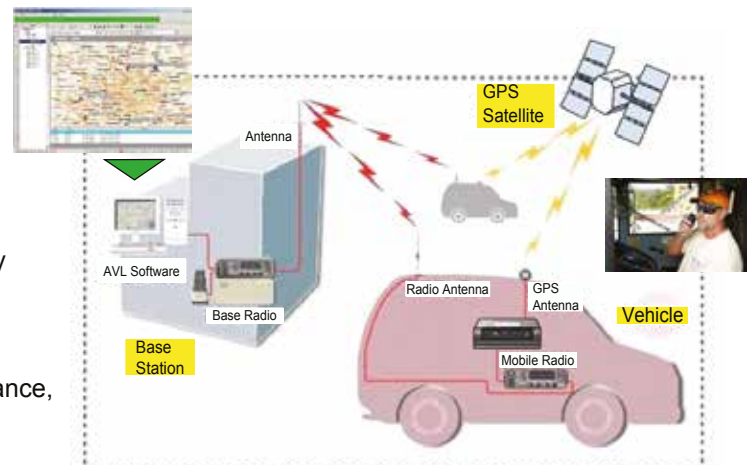 GPS
Satellite
Antenna
AVL Software
Base Radio
Radio Antenna
GPS
Antenna
Vehicle
Mobile Radio
Base
Station
y
ance,